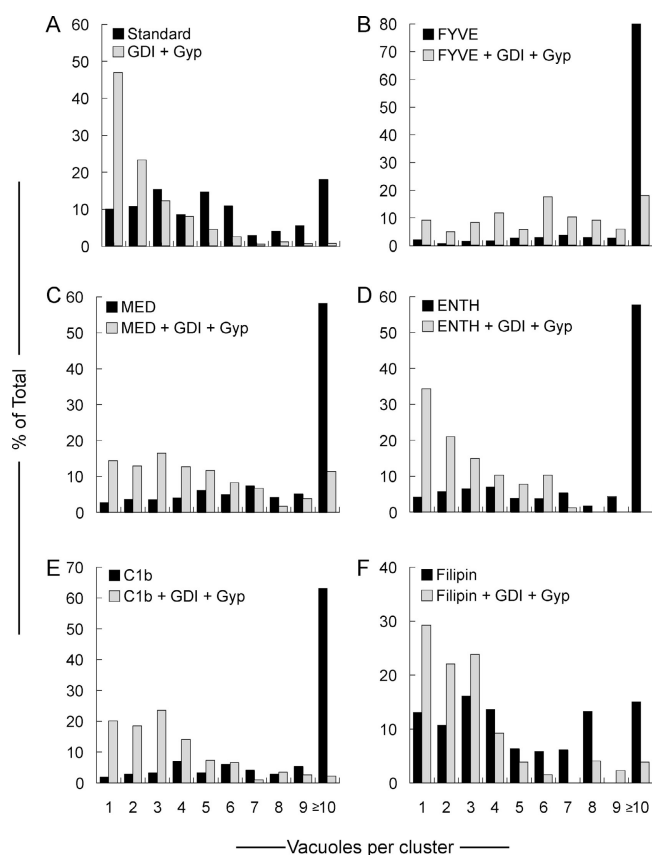 A
60
50
40
30
20
10
0
Standard
GDI + Gyp
B
80
70
60
50
40
30
20
10
0
FYVE
FYVE + GDI + Gyp
C
60
50
40
30
20
10
0
MED
MED + GDI + Gyp
D
60
50
40
30
20
10
0
ENTH
ENTH + GDI + Gyp
E
70
60
50
40
30
20
10
0
C1b
C1b + GDI + Gyp
1 2 3 4 5 6 7 8 9 ≥10
F
40
30
20
10
0
Filipin
Filipin + GDI + Gyp
1 2 3 4 5 6 7 8 9 ≥10
% of Total
Vacuoles per cluster